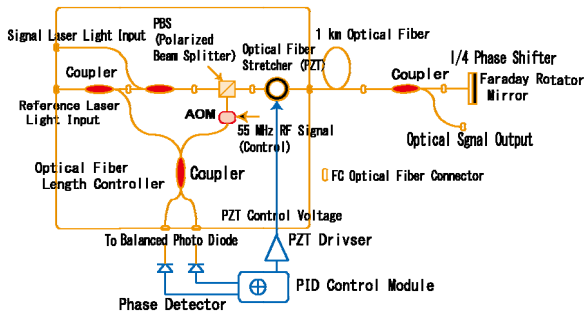 Signal Laser Light Input
PBS
(Polarized
Beam Splitter)
Optical Fiber
Stretcher (PZT)
1 km Optical Fiber
1/4 Phase Shifter
Coupler
Coupler
Faraday Rotator
Mirror
Reference Laser
Light Input
AOM
55 MHz RF Signal
(Control)
Optical Sgnal Output
Optical Fiber
Length Controller
Coupler
FC Optical Fiber Connector
PZT Control Voltage
To Balanced Photo Diode
PZT Drivser
Phase Detector
PID Control Module